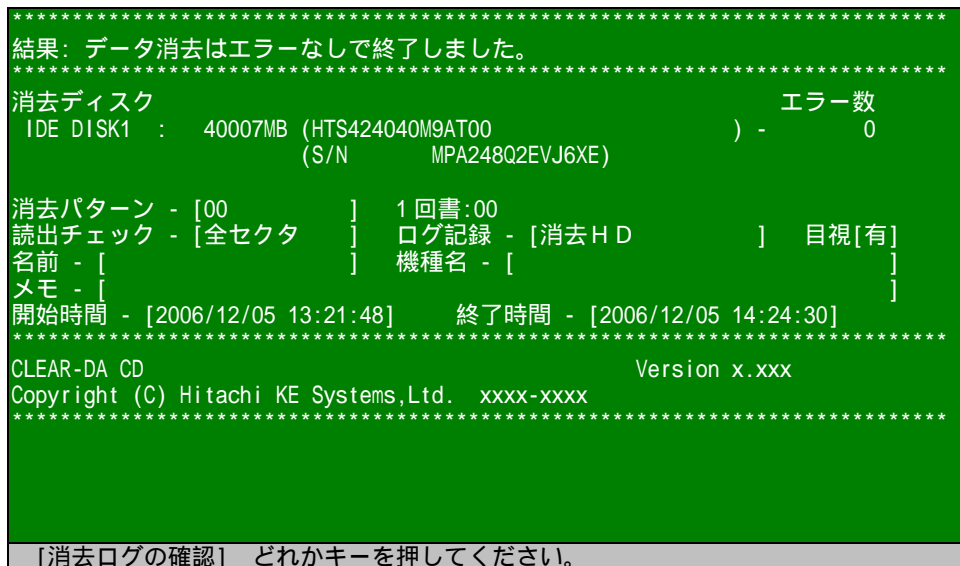 ******************************************************************************
結果: データ消去はエラーなしで終了しました。
******************************************************************************
消去ディスク エラー数
IDE DISK1 : 40007MB (HTS424040M9AT00 ) - 0
(S/N MPA248Q2EVJ6XE)
消去パターン - [00 ] 1回書:00
読出チェック - [全セクタ ] ログ記録 - [消去HD ] 目視[有]
名前 - [ ] 機種名 - [ ]
メモ - [ ]
開始時間 - [2006/12/05 13:21:48] 終了時間 - [2006/12/05 14:24:30]
******************************************************************************
CLEAR-DA CD Version x.xxx
Copyright (C) Hitachi KE Systems,Ltd. xxxx-xxxx
******************************************************************************
[消去ログの確認] どれかキーを押してください。